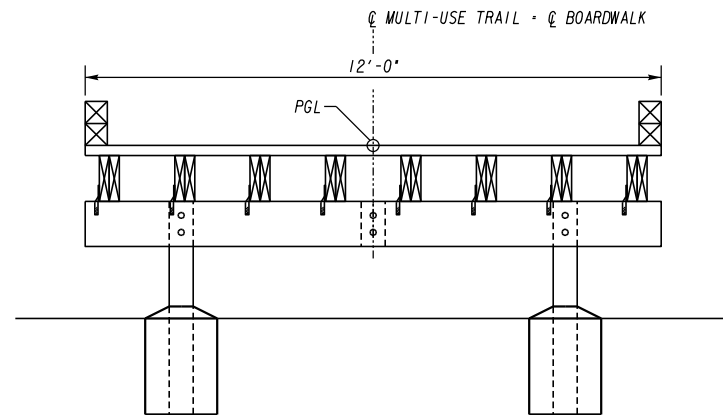 ℄ MULTI-USE TRAIL = ℄ BOARDWALK
12'-0"
PGL